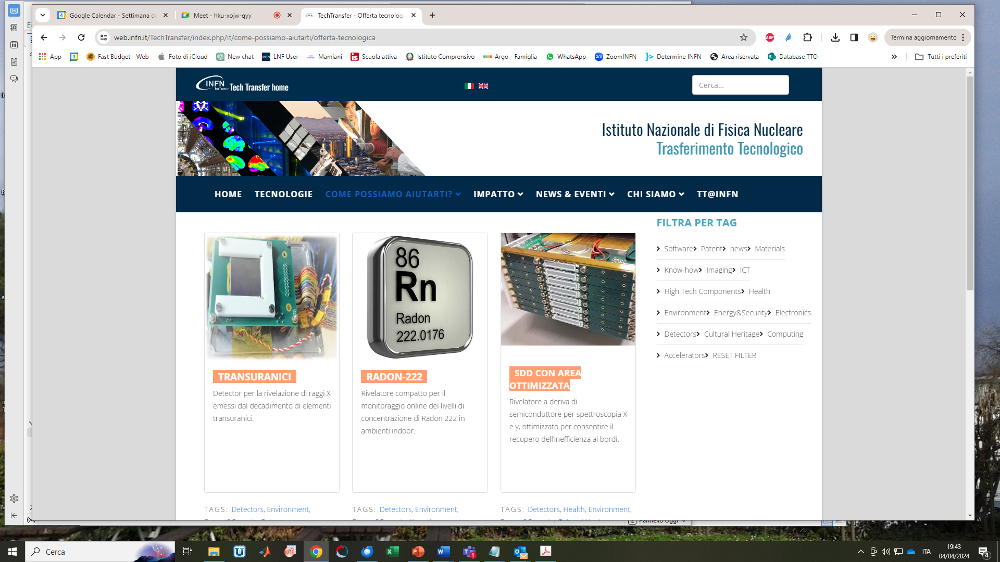 Google Calendar - Settimana de
Meet - hku-xojw-qyy
TechTransfer - Offerta tecnolog
web.infn.it/TechTransfer/index.php/it/come-possiamo-aiutarti/offerta-tecnologica
ABP
Termina aggiornamento
App
Fast Budget - Web
Foto di iCloud
New chat
LNF User
Mamiani
Scuola attiva
Istituto Comprensivo
Argo - Famiglia
WhatsApp
ZoomINFN
Determine INFN
Area riservata
Database TTO
Tutti i preferiti
INFN Tech Transfer home
Cerca...
Istituto Nazionale di Fisica Nucleare
Trasferimento Tecnologico
HOME
TECNOLOGIE
COME POSSIAMO AIUTARTI?
IMPATTO
NEWS & EVENTI
CHI SIAMO
TT@INFN
86
Rn
Radon
222.0176
TRANSURANICI
Detector per la rivelazione di raggi X
emessi dal decadimento di elementi
transuranici.
RADON-222
Rivelatore compatto per il
monitoraggio online dei livelli di
concentrazione di Radon 222 in
ambienti indoor.
SDD CON AREA
OTTIMIZZATA
Rivelatore a deriva di
semiconduttore per spettroscopia X
e γ, ottimizzato per consentire il
recupero dell'inefficienza ai bordi.
TAGS: Detectors, Environment,
TAGS: Detectors, Environment,
TAGS: Detectors, Health, Environment,
FILTRA PER TAG
Software Patent news Materials
Know-how Imaging ICT
High Tech Components Health
Environment Energy&Security Electronics
Detectors Cultural Heritage Computing
Accelerators RESET FILTER
Cerca
ITA
19:43
04/04/2024
4